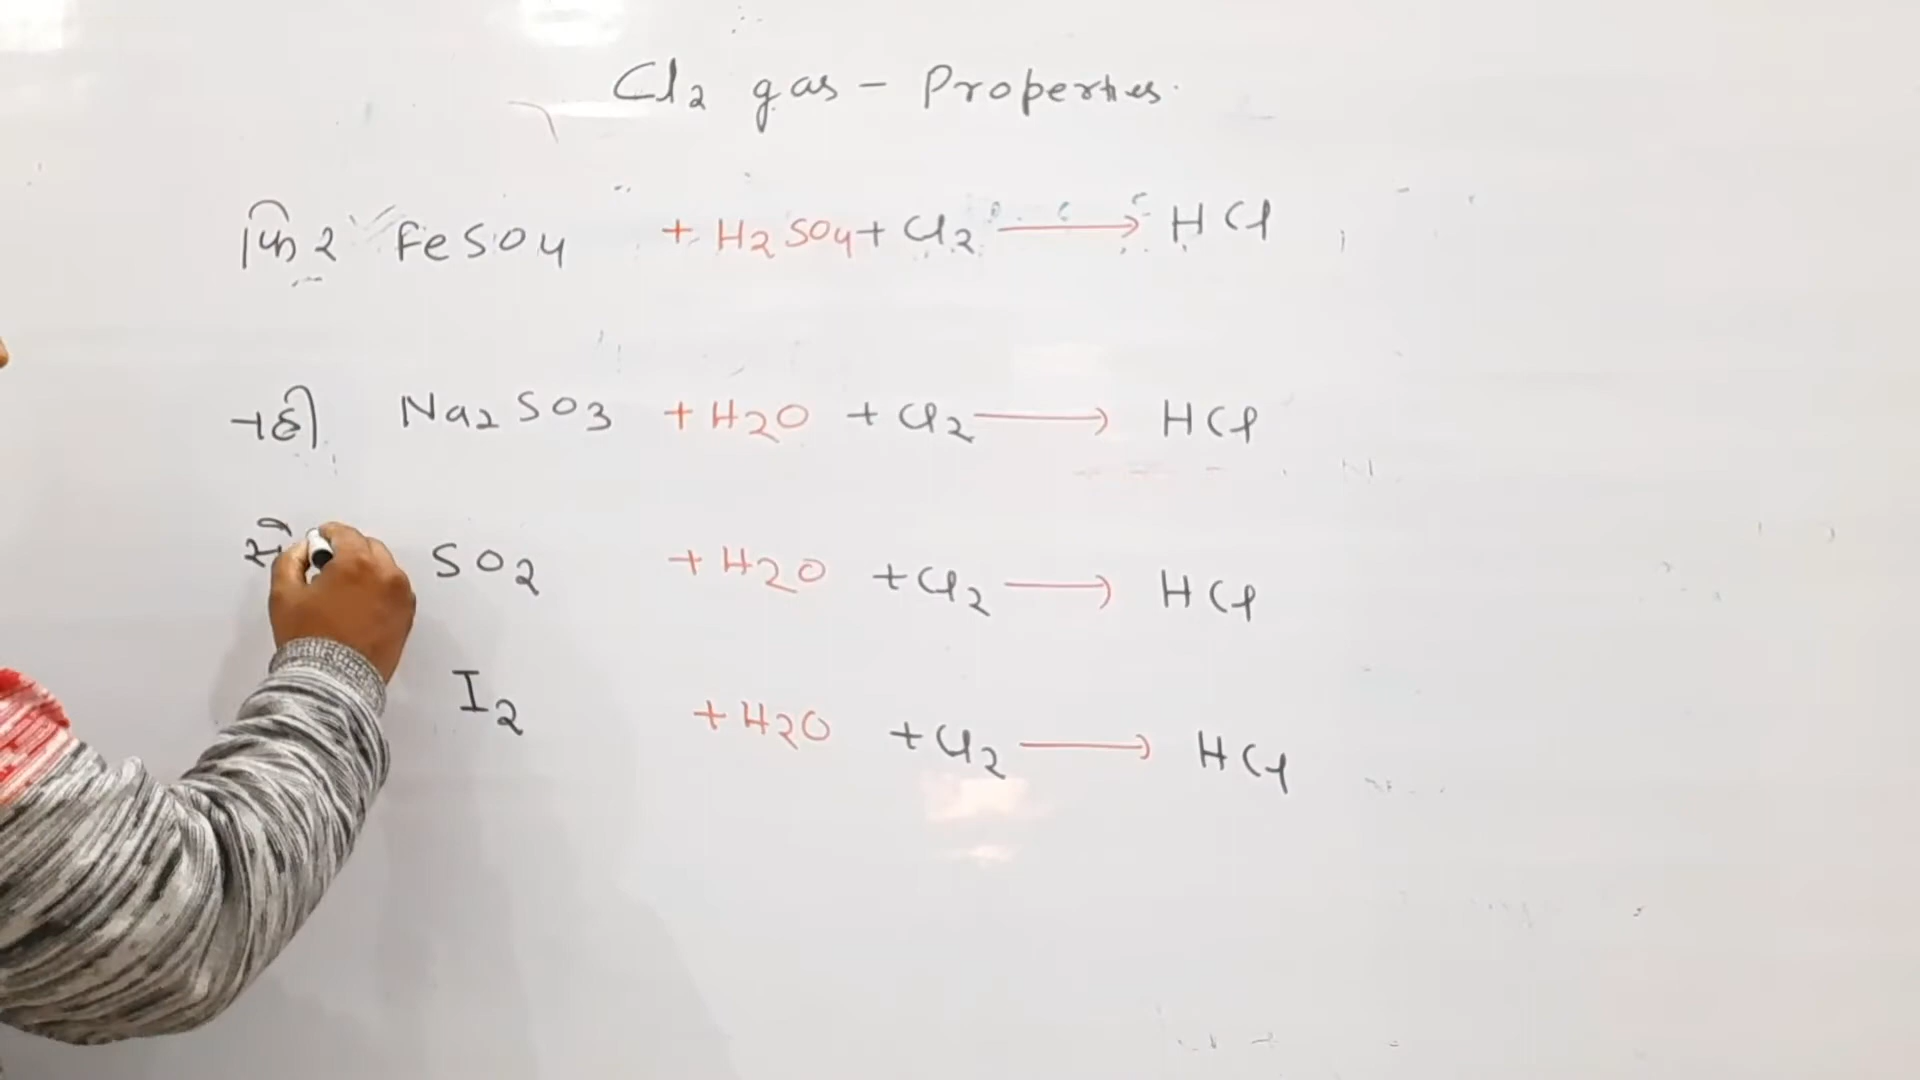 Cl2 gas - Properties.
फिर FeSO4 + H2SO4 + Cl2 → HCl
नही Na2SO3 + H2O + Cl2 → HCl
SO2 + H2O + Cl2 → HCl
I2 + H2O + Cl2 → HCl